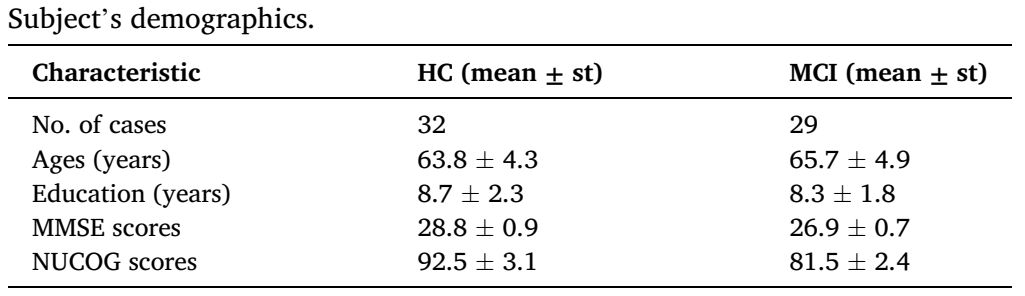 Subject's demographics.
Characteristic HC (mean ± st) MCI (mean ± st)
No. of cases 32 29
Ages (years) 63.8 ± 4.3 65.7 ± 4.9
Education (years) 8.7 ± 2.3 8.3 ± 1.8
MMSE scores 28.8 ± 0.9 26.9 ± 0.7
NUCOG scores 92.5 ± 3.1 81.5 ± 2.4